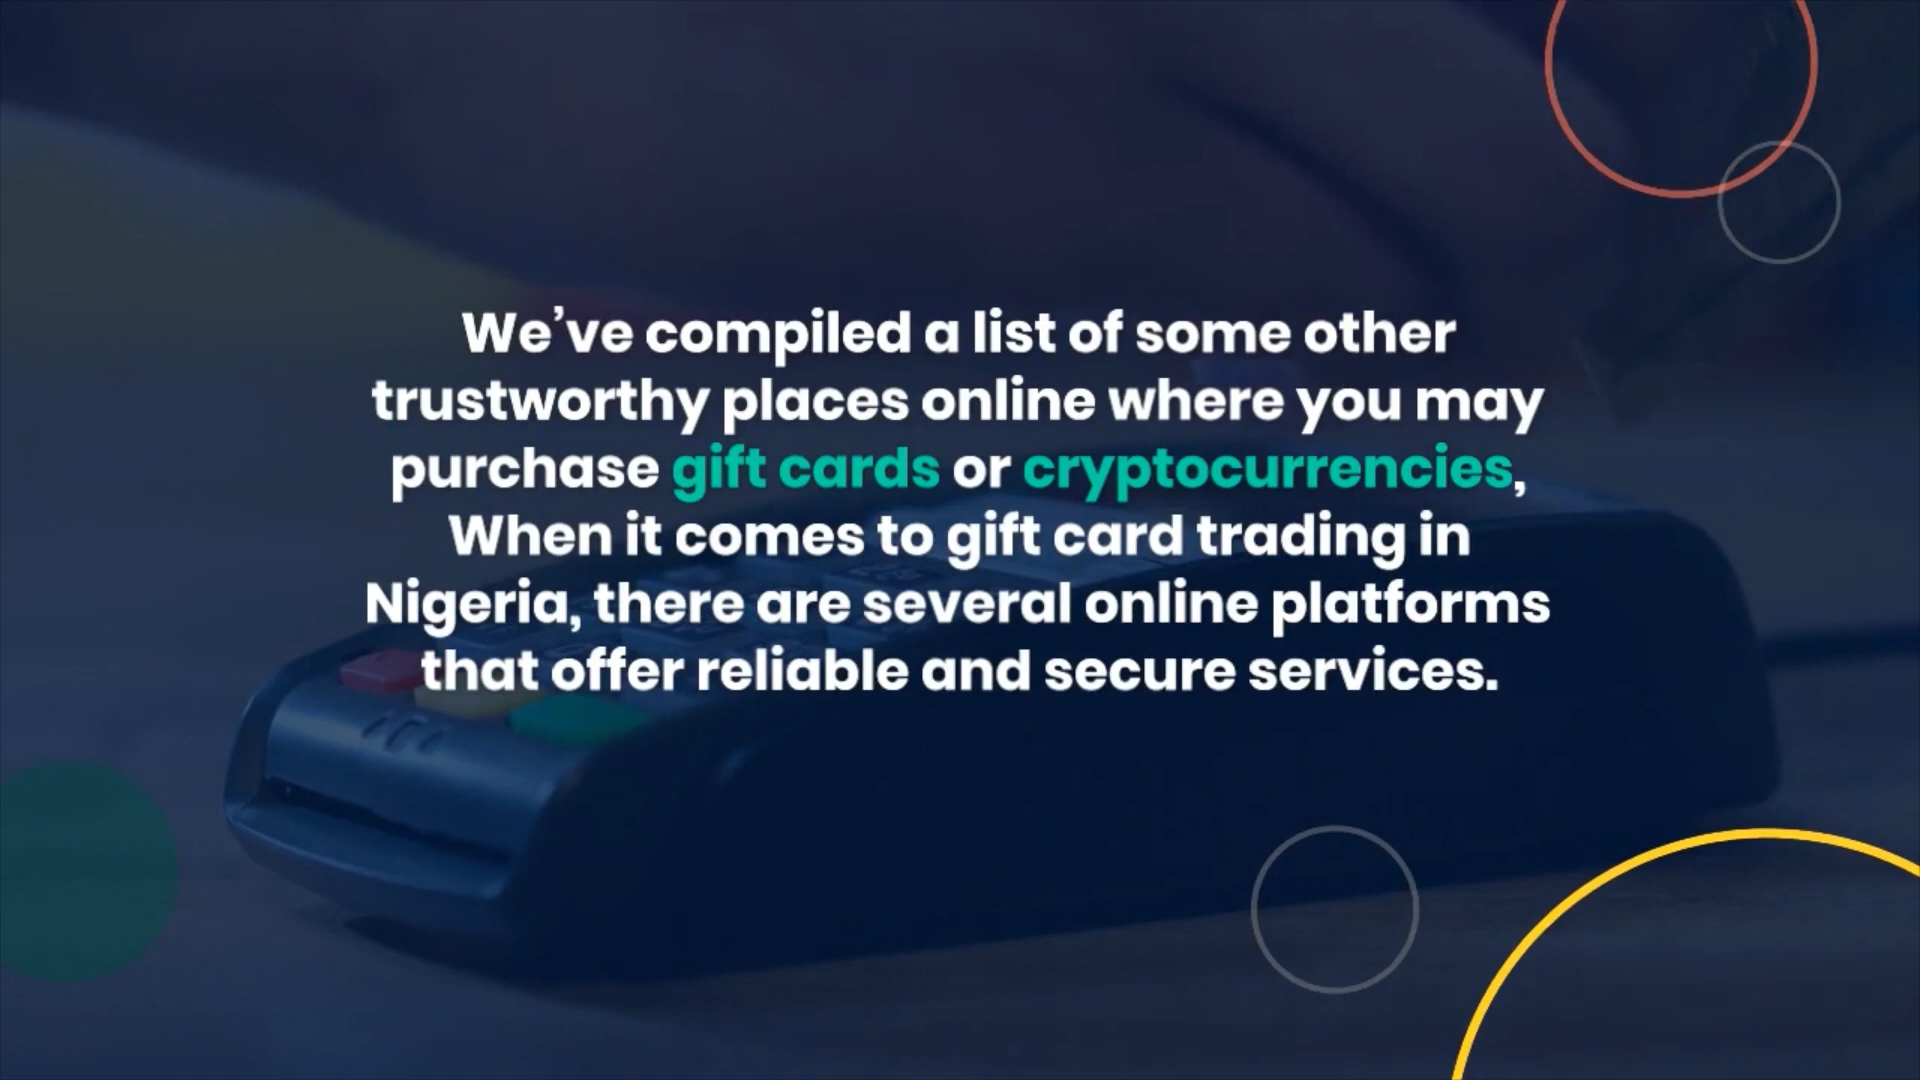 We’ve compiled a list of some other
trustworthy places online where you may
purchase gift cards or cryptocurrencies,
When it comes to gift card trading in
Nigeria, there are several online platforms
that offer reliable and secure services.